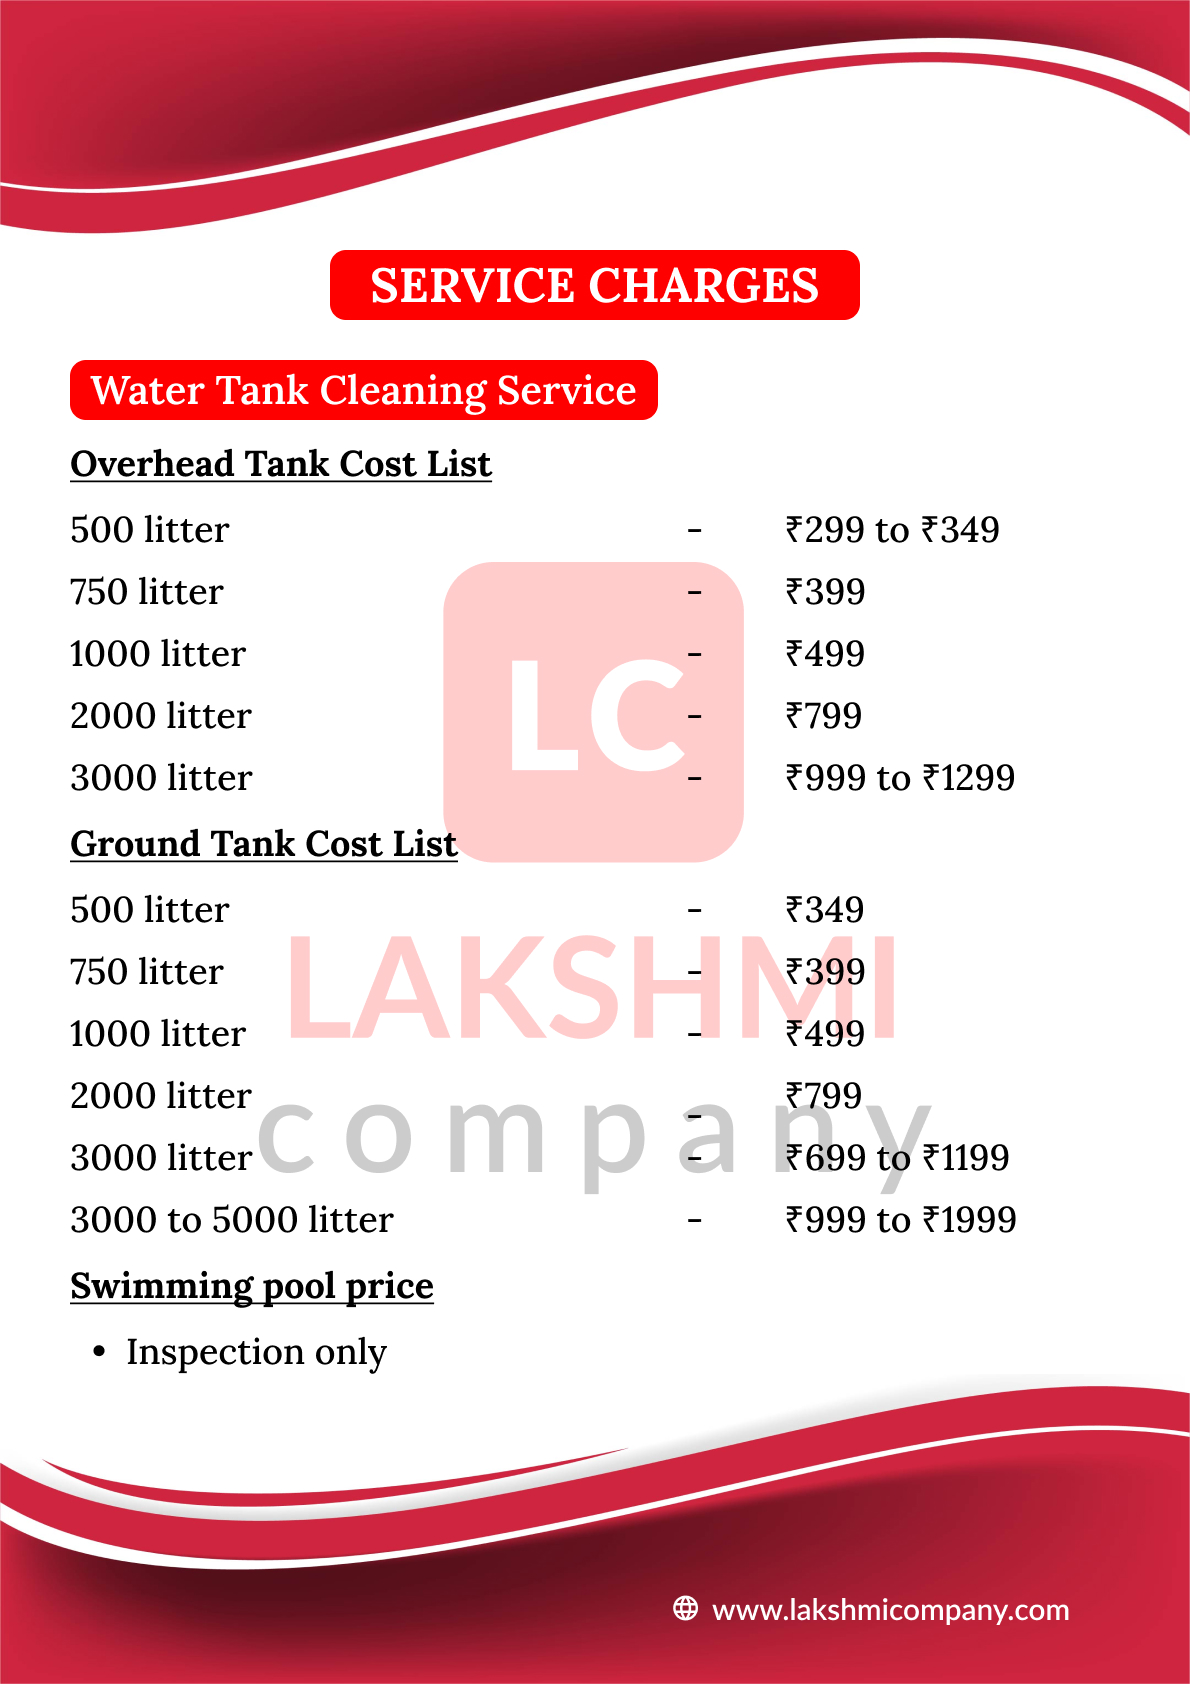 SERVICE CHARGES
Water Tank Cleaning Service
Overhead Tank Cost List
500 litter - ₹299 to ₹349
750 litter - ₹399
1000 litter - ₹499
2000 litter - ₹799
3000 litter - ₹999 to ₹1299
LC
Ground Tank Cost List
500 litter - ₹349
LAKSHMI
750 litter - ₹399
1000 litter - ₹499
2000 litter - ₹799
company
3000 litter - ₹699 to ₹1199
3000 to 5000 litter - ₹999 to ₹1999
Swimming pool price
• Inspection only
www.lakshmicompany.com